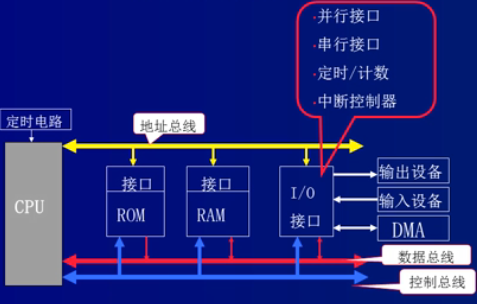 ·并行接口
·串行接口
·定时/计数
·中断控制器
定时电路
地址总线
CPU
接口
ROM
接口
RAM
I/O
接口
输出设备
输入设备
DMA
数据总线
控制总线